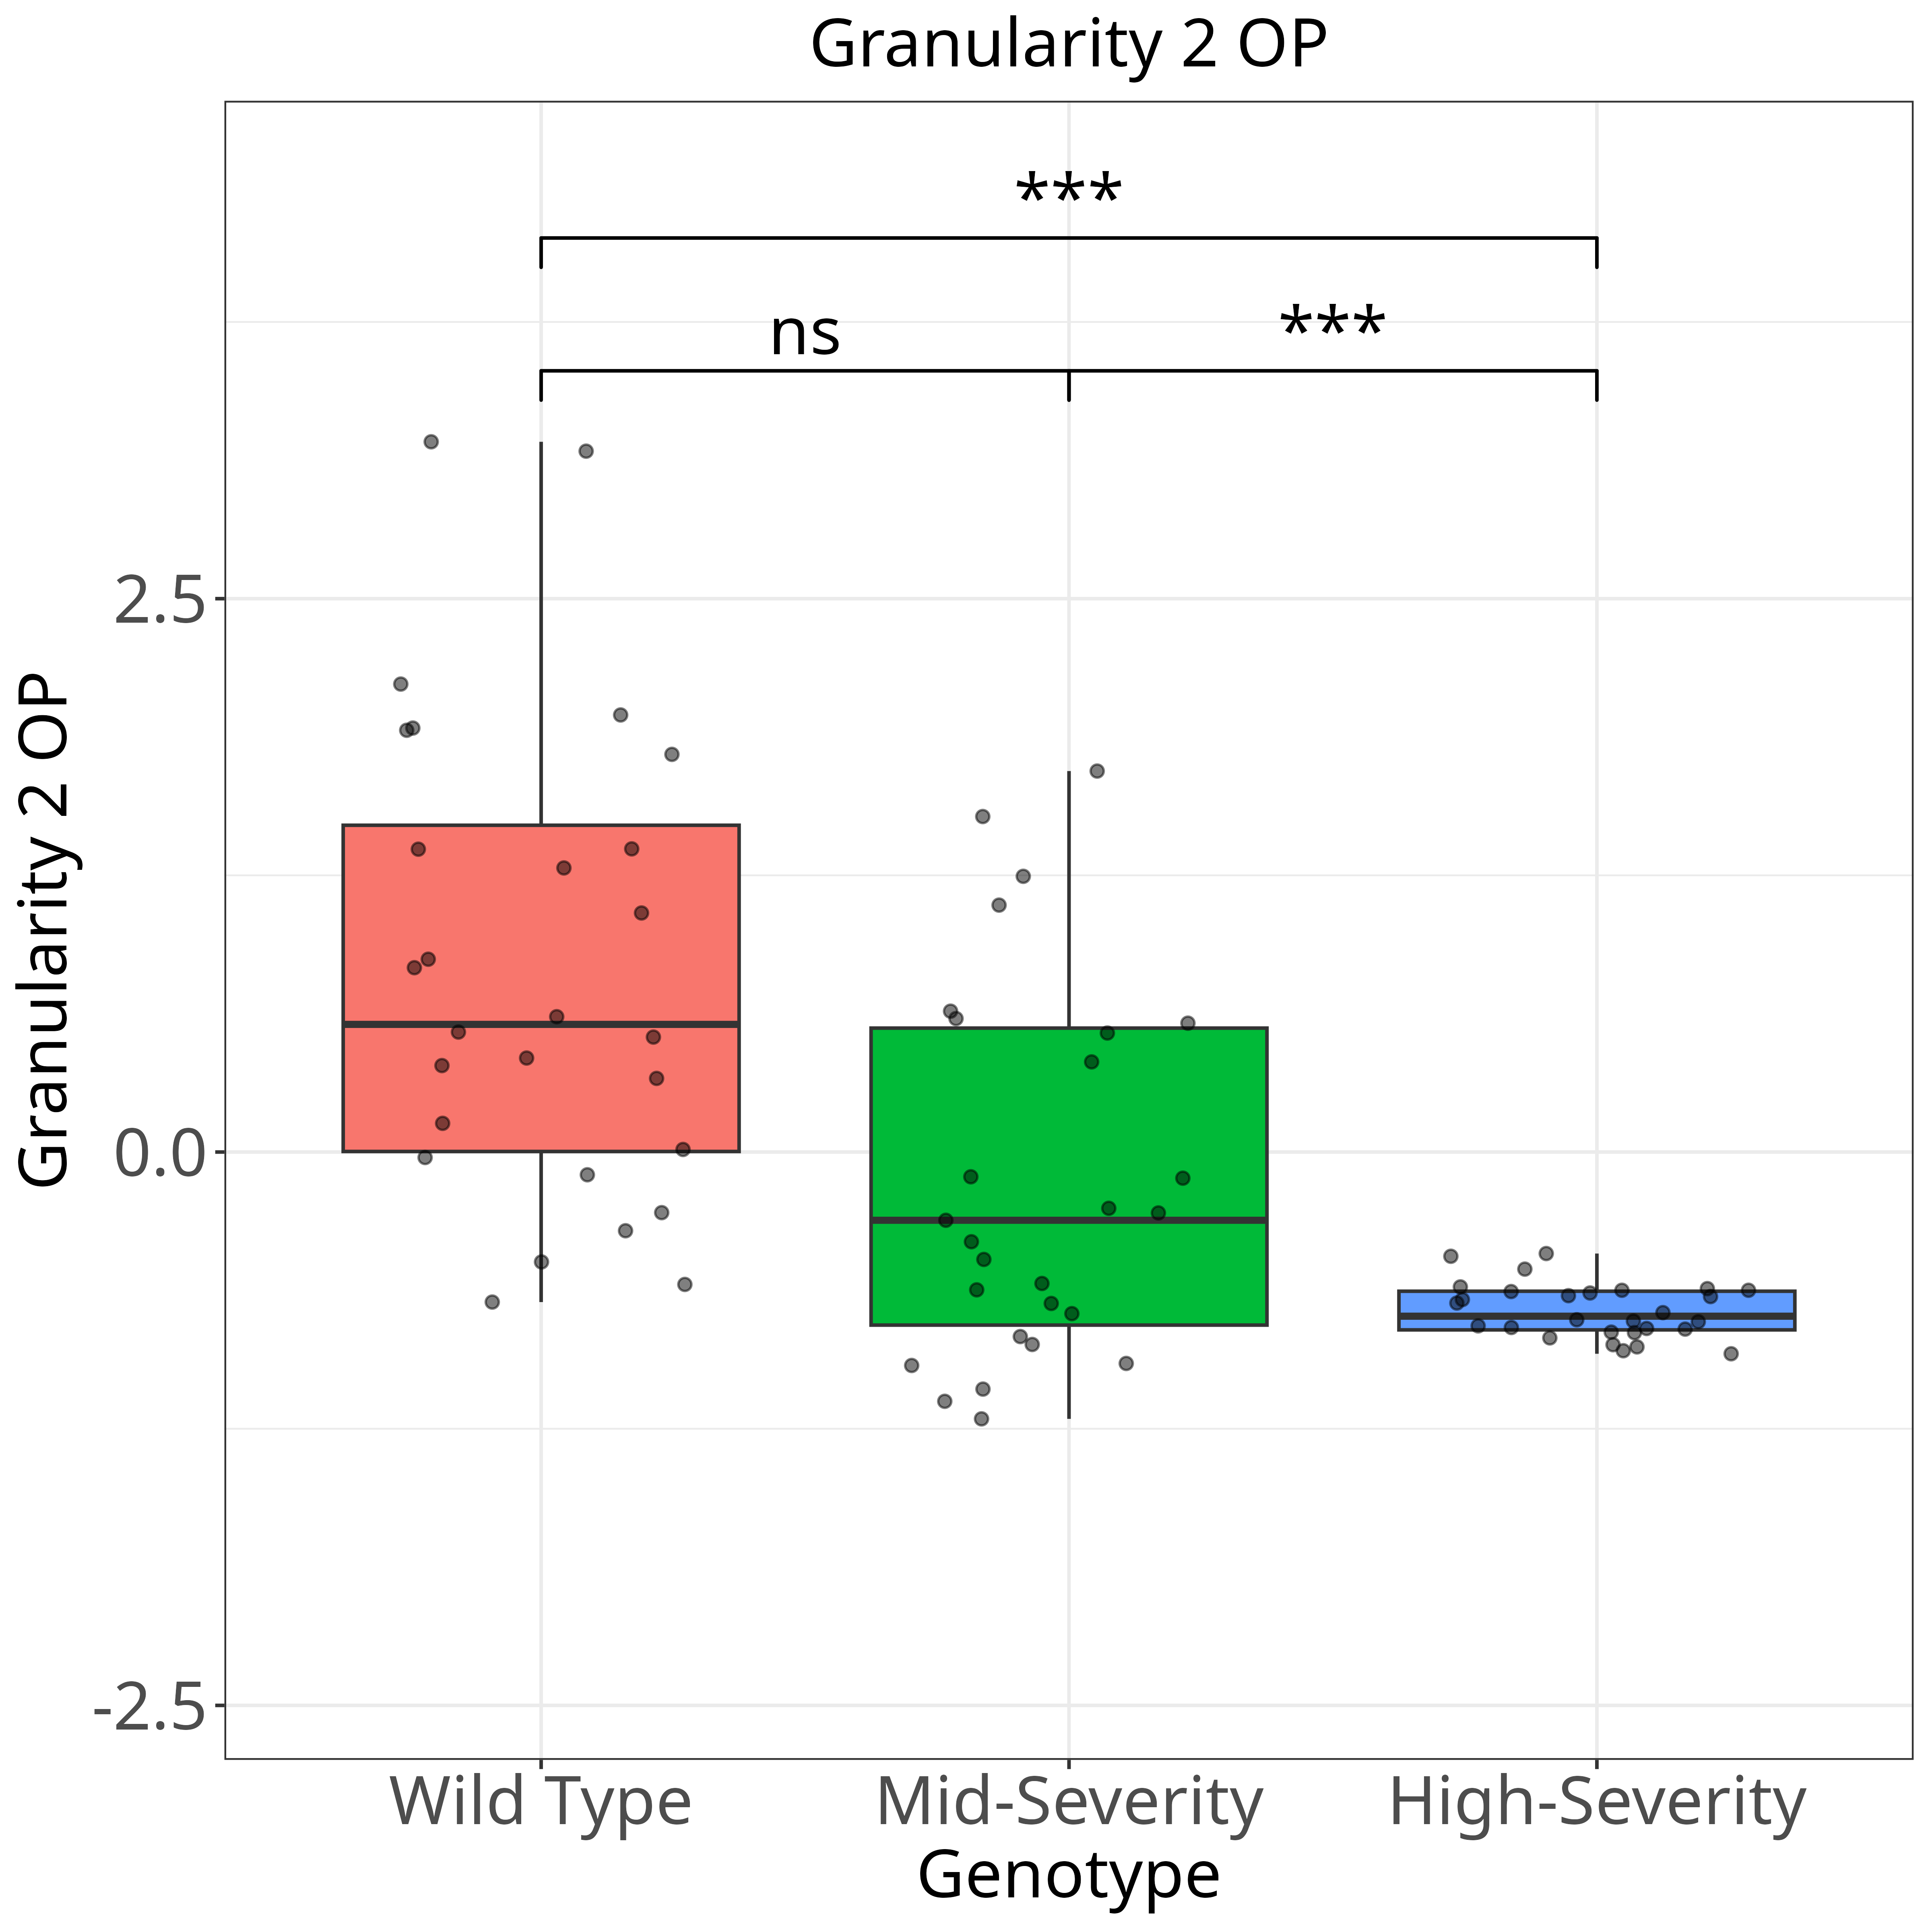 Granularity 2 OP
***
ns
***
Granularity 2 OP
2.5
0.0
-2.5
Wild Type
Mid-Severity
High-Severity
Genotype